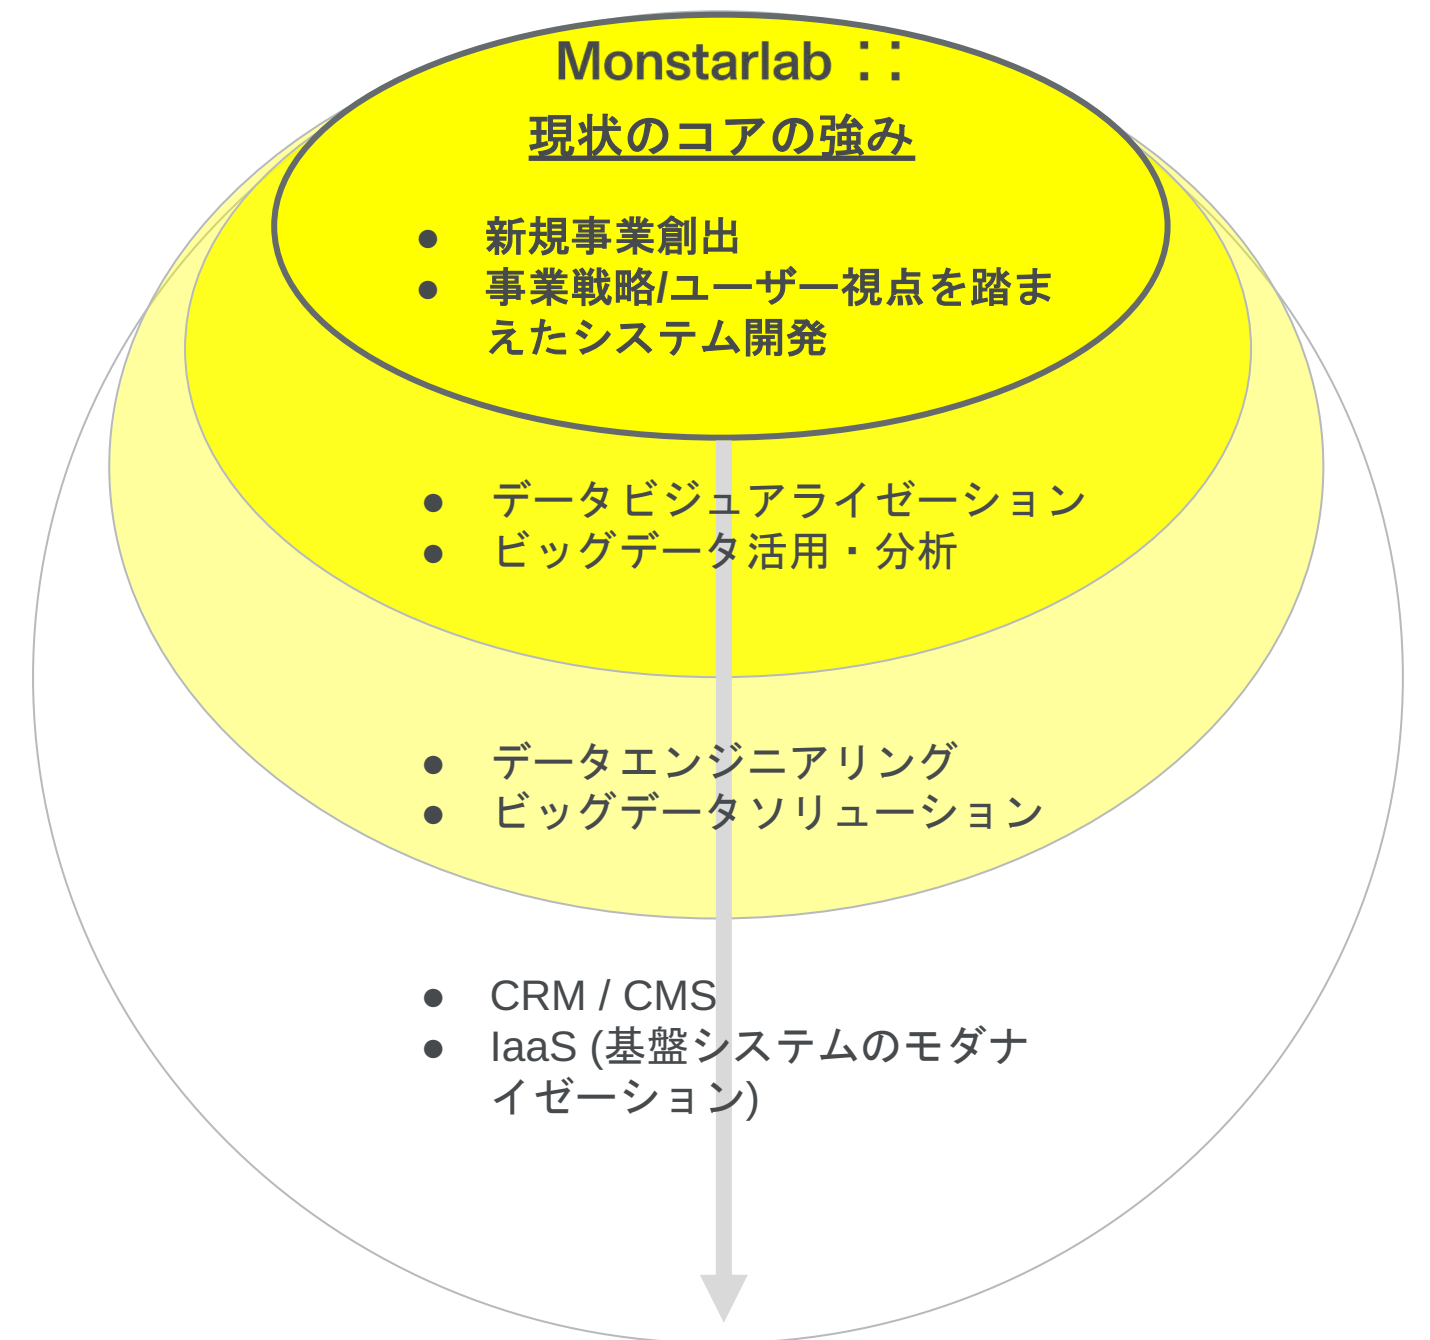 Monstarlab
現状のコアの強み
● 新規事業創出
● 事業戦略/ユーザー視点を踏ま
えたシステム開発
● データビジュアライゼーション
● ビッグデータ活用・分析
● データエンジニアリング
● ビッグデータソリューション
● CRM / CMS
● IaaS (基盤システムのモダナ
イゼーション)